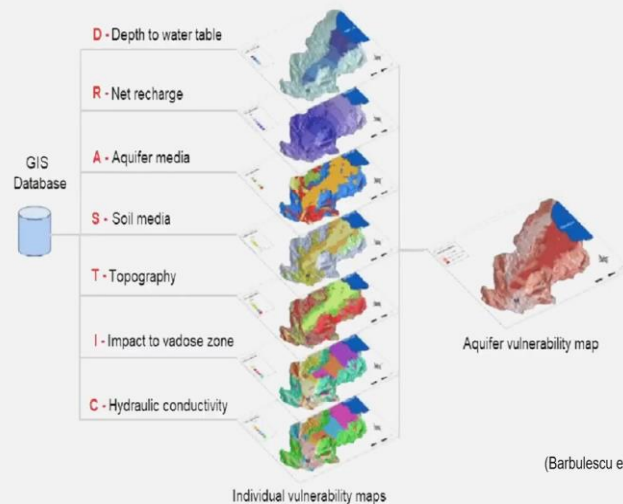 D - Depth to water table
R - Net recharge
A - Aquifer media
GIS
Database
S - Soil media
T - Topography
I - Impact to vadose zone
C - Hydraulic conductivity
Aquifer vulnerability map
(Barbulescu e
Individual vulnerability maps